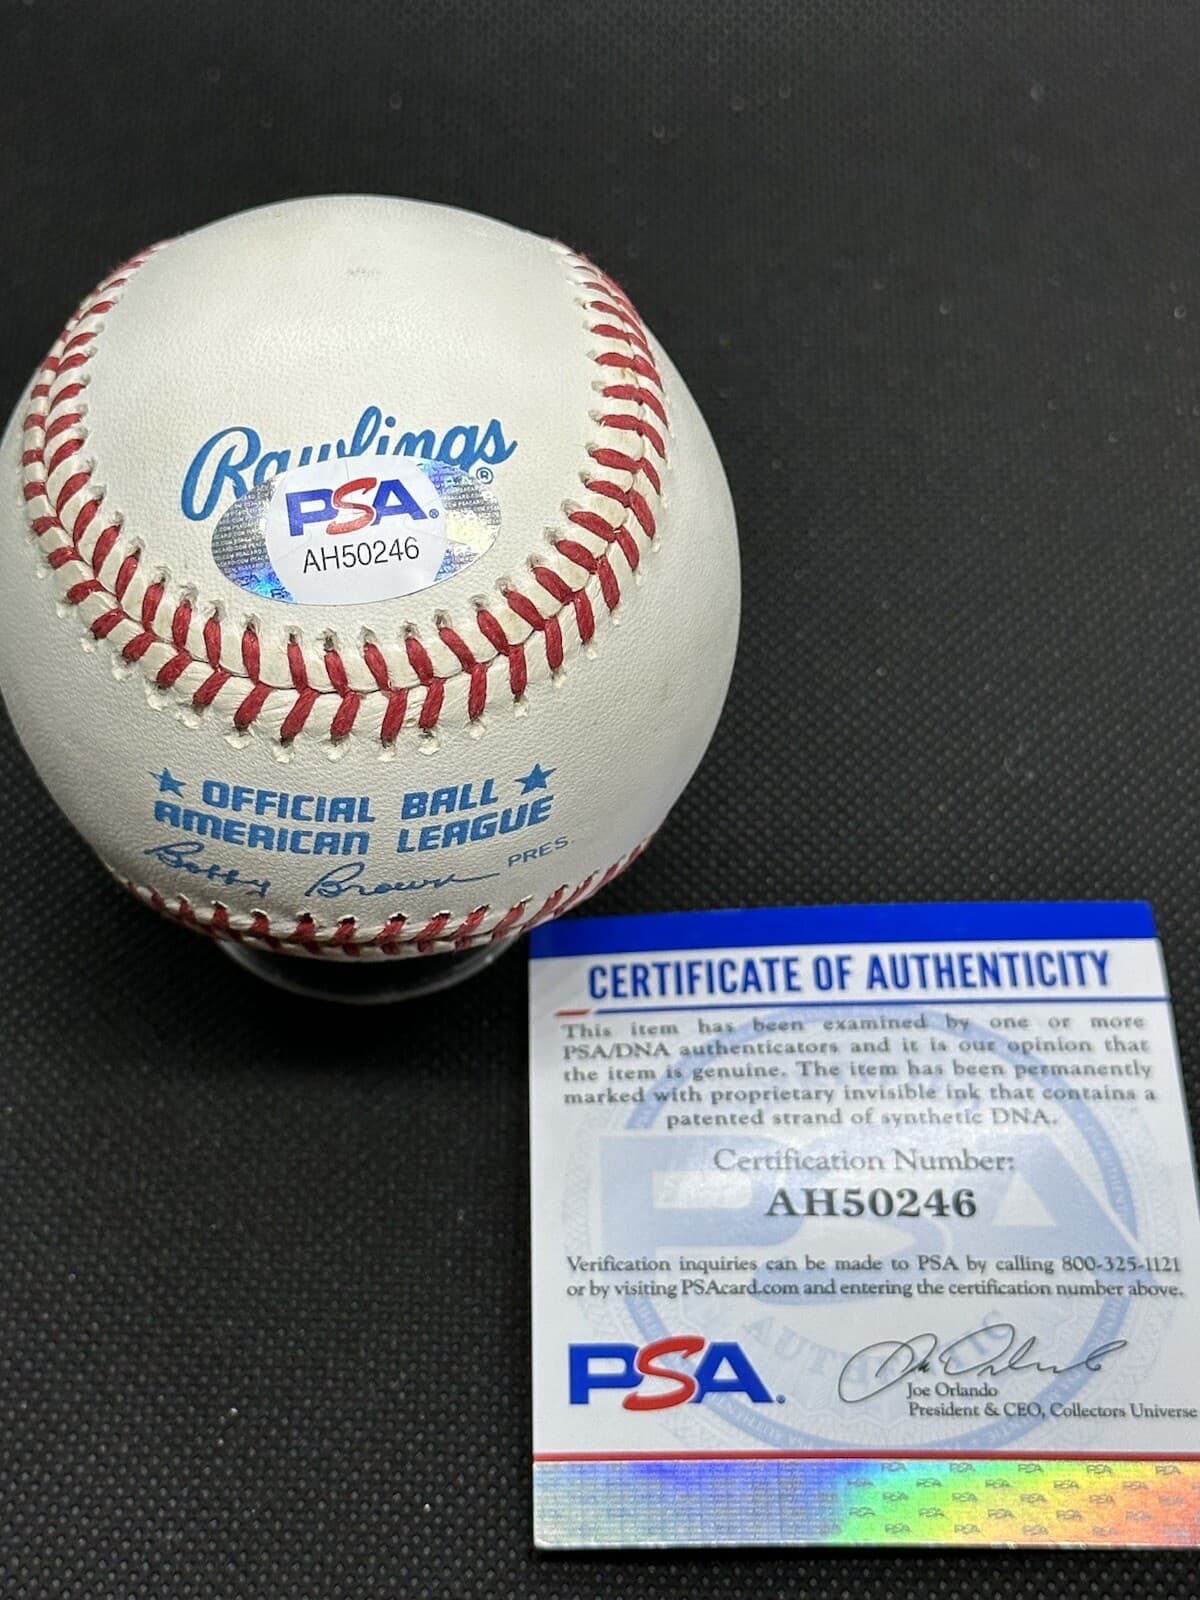 Rawlings®
PSA®
AH50246
★ OFFICIAL BALL ★
AMERICAN LEAGUE
Bobby Brown PRES.
CERTIFICATE OF AUTHENTICITY
This item has been examined by one or more
PSA/DNA authenticators and it is our opinion that
the item is genuine. The item has been permanently
marked with proprietary invisible ink that contains a
patented strand of synthetic DNA.
Certification Number:
AH50246
Verification inquiries can be made to PSA by calling 800-325-1121
or by visiting PSAcard.com and entering the certification number above.
PSA®
Joe Orlando
President & CEO, Collectors Universe